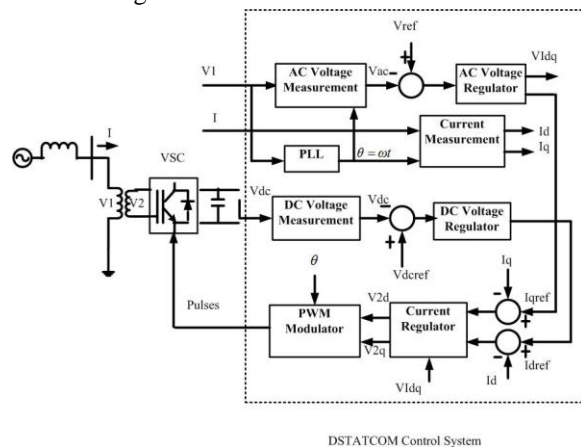 Vref
VIdq
V1
AC Voltage
Measurement
Vac
AC Voltage
Regulator
I
I
VSC
PLL
θ = ωt
Current
Measurement
Id
Iq
V1
V2
Vdc
DC Voltage
Measurement
Vdc
DC Voltage
Regulator
Vdcref
Iq
θ
Pulses
PWM
Modulator
V2d
V2q
Current
Regulator
Iqref
Idref
VIdq
Id
DSTATCOM Control System